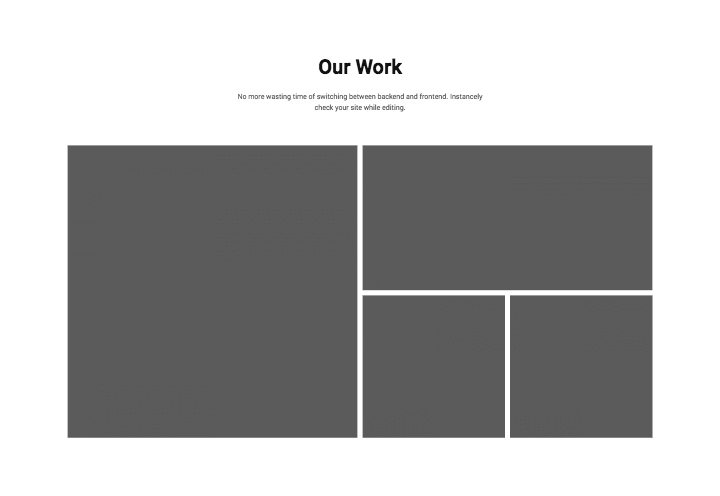 Our Work
No more wasting time of switching between backend and frontend. Instancely
check your site while editing.